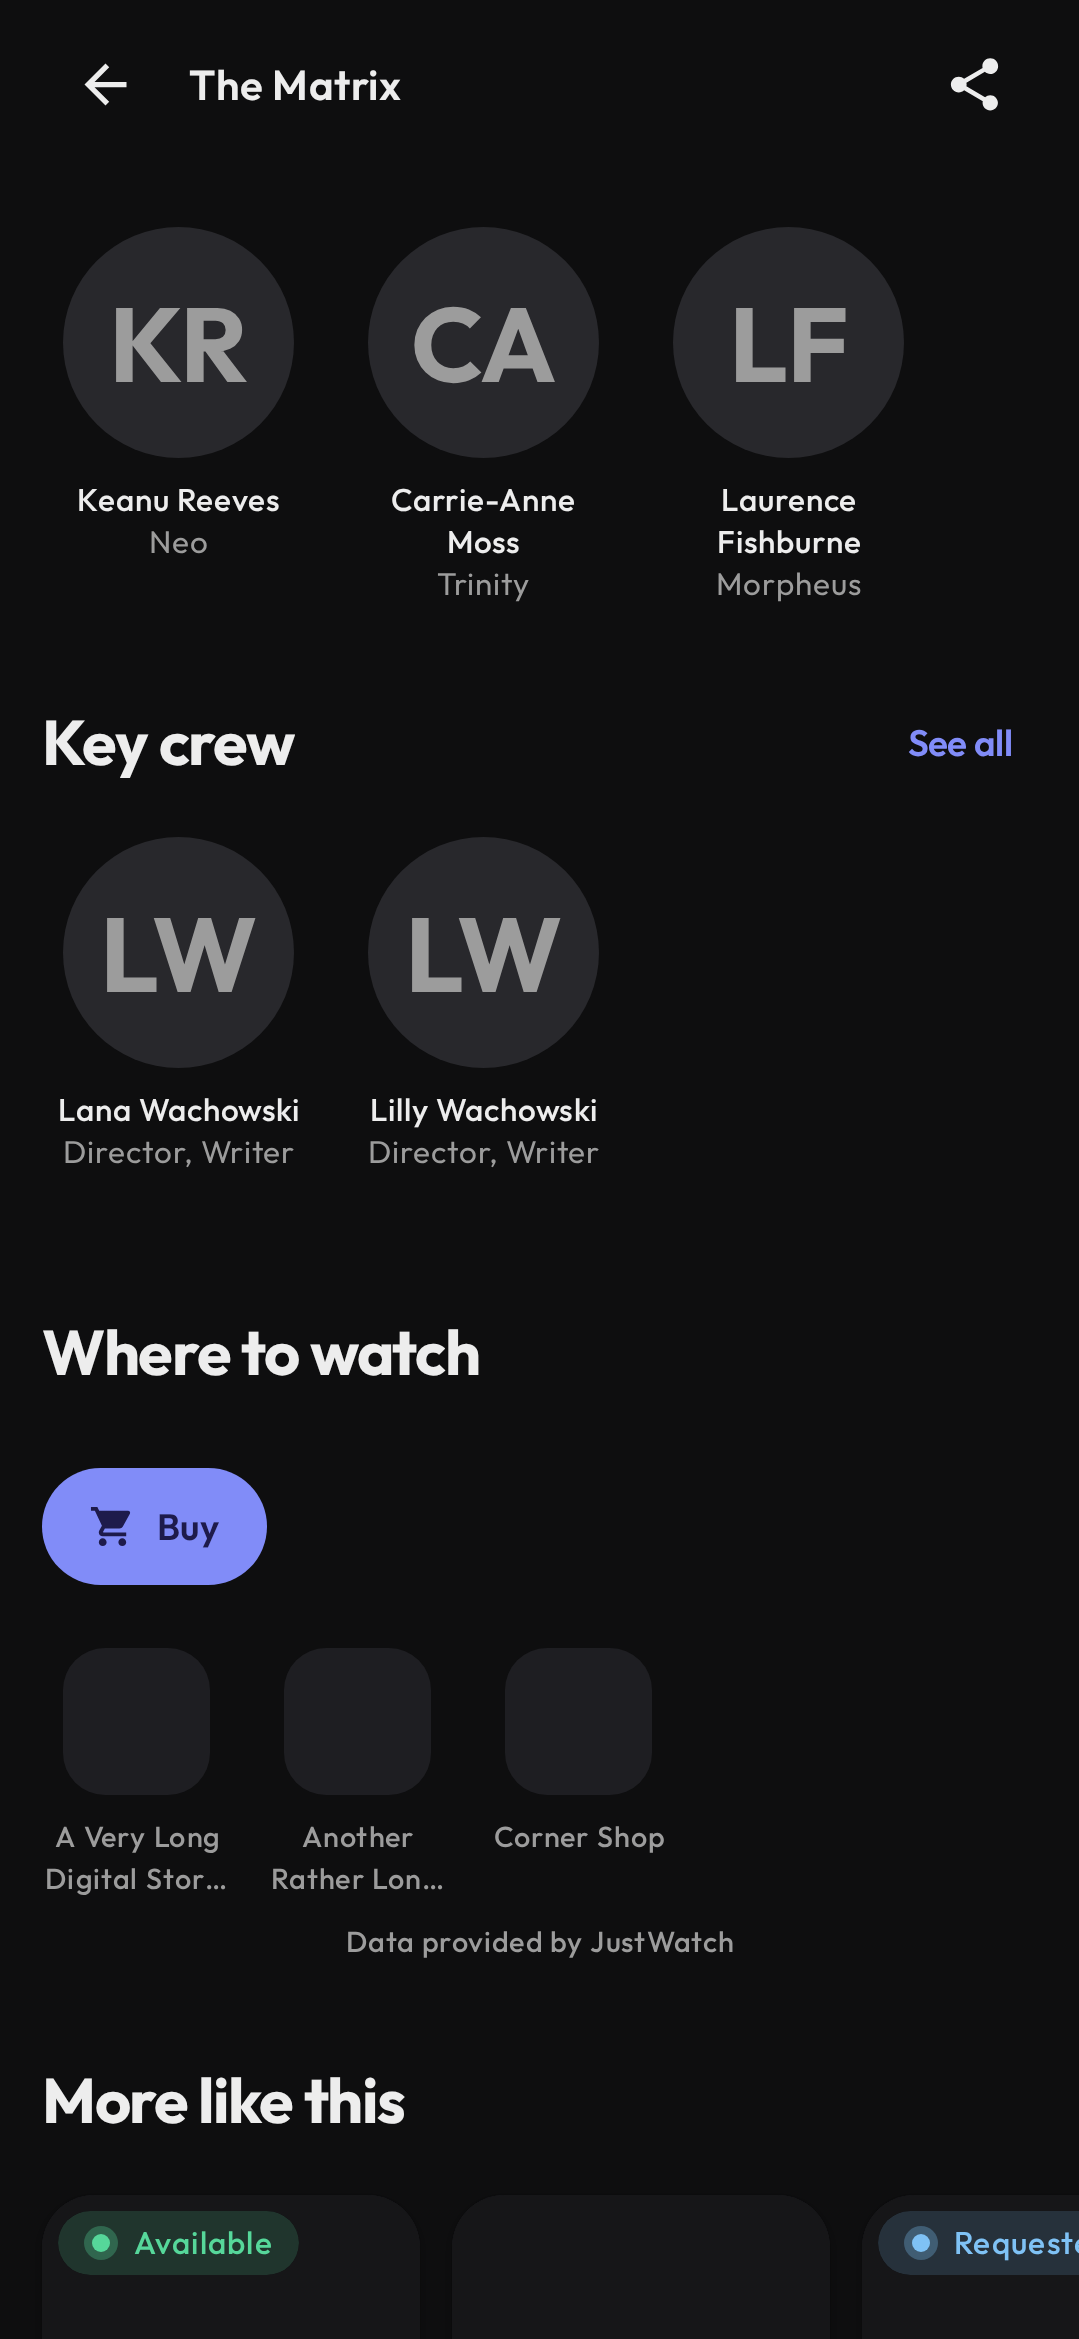 The Matrix
KR
CA
LF
Keanu Reeves
Neo
Carrie-Anne
Moss
Trinity
Laurence
Fishburne
Morpheus
Key crew
See all
LW
LW
Lana Wachowski
Director, Writer
Lilly Wachowski
Director, Writer
Where to watch
Buy
A Very Long
Digital Stor...
Another
Rather Lon...
Corner Shop
Data provided by JustWatch
More like this
Available